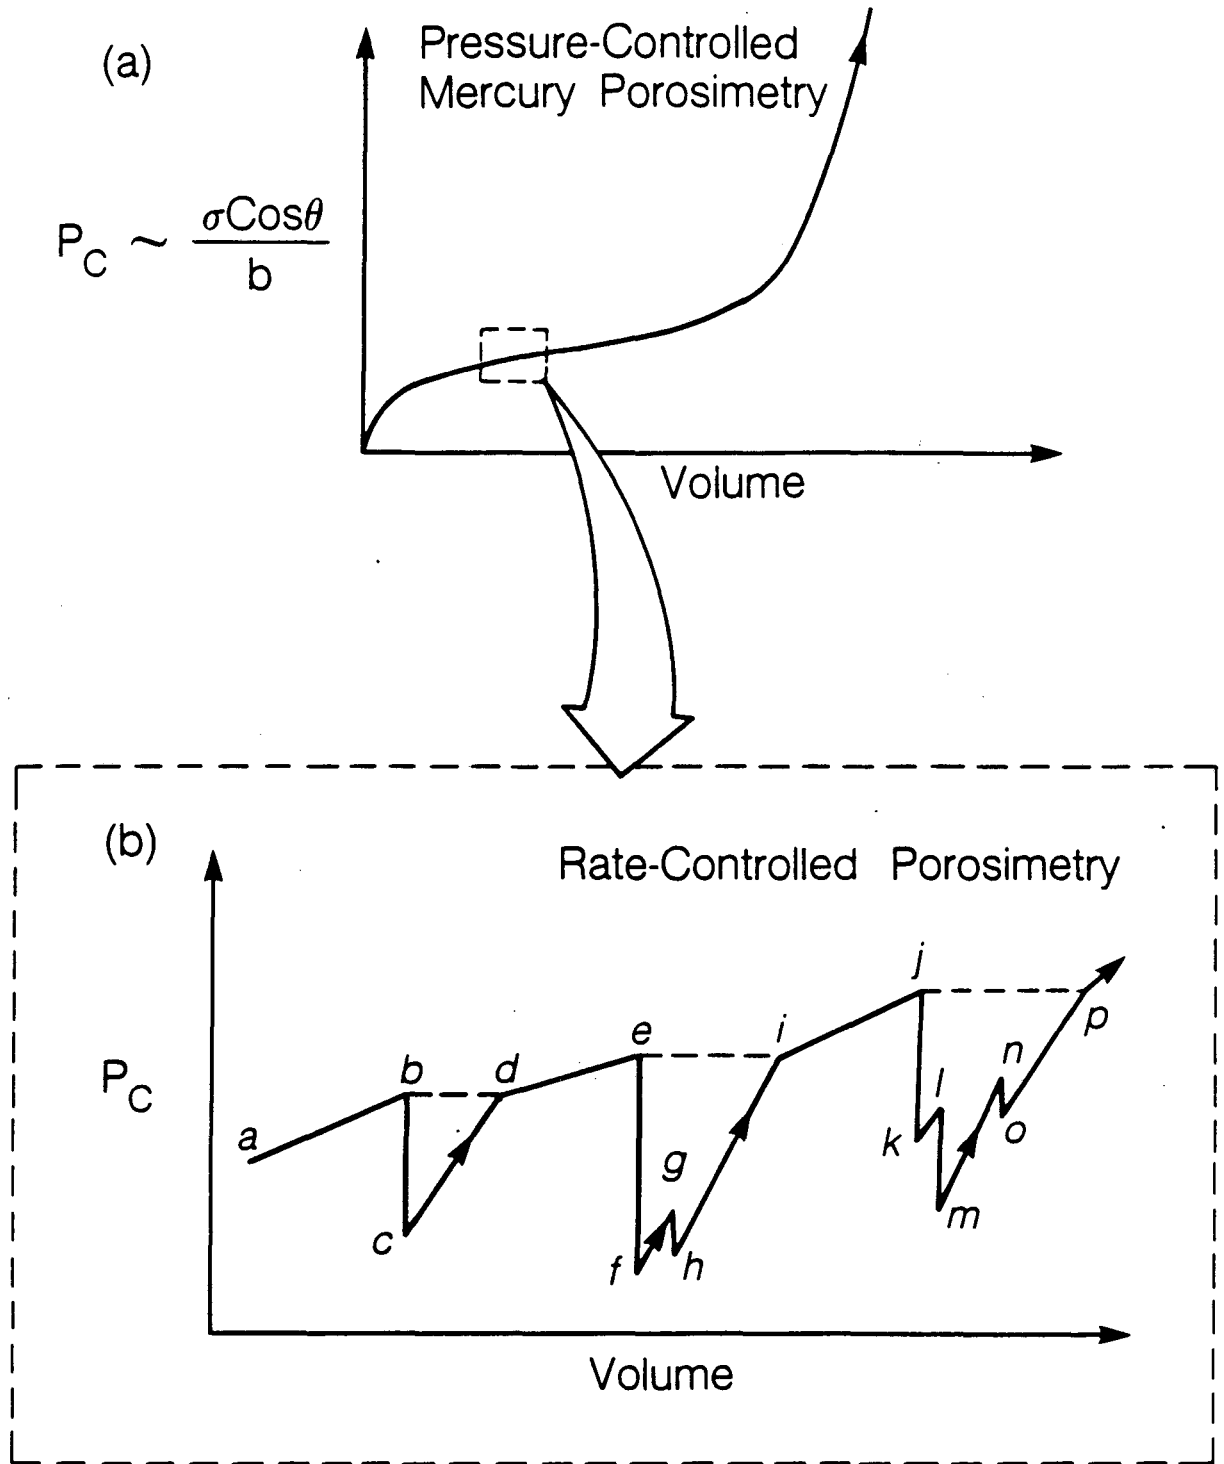 (a)
Pressure-Controlled
Mercury Porosimetry
P_C ~ σCosθ / b
Volume
(b)
Rate-Controlled Porosimetry
P_C
a
b
c
d
e
f
g
h
i
j
k
l
m
n
o
p
Volume